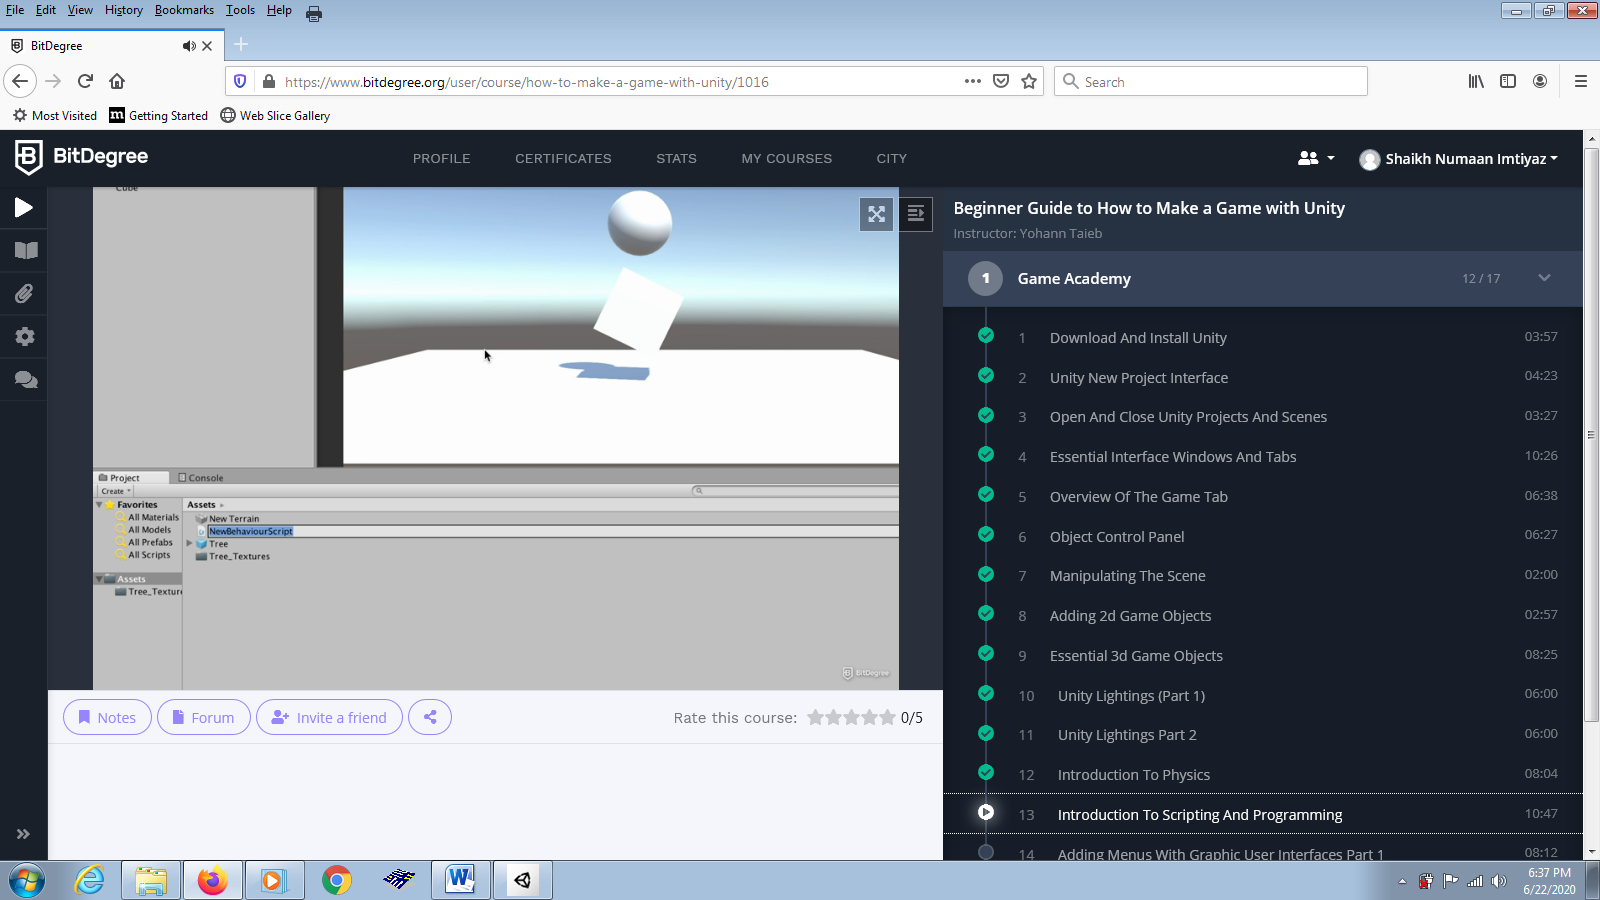 File Edit View History Bookmarks Tools Help
BitDegree
https://www.bitdegree.org/user/course/how-to-make-a-game-with-unity/1016
Search
Most Visited
Getting Started
Web Slice Gallery
BitDegree
PROFILE
CERTIFICATES
STATS
MY COURSES
CITY
Shaikh Numaan Imtiyaz
Cube
Project
Console
Create
Favorites
All Materials
All Models
All Prefabs
All Scripts
Assets
Tree_Texture
Assets
New Terrain
NewBehaviourScript
Tree
Tree_Textures
BitDegree
Notes
Forum
Invite a friend
Rate this course:
0/5
Beginner Guide to How to Make a Game with Unity
Instructor: Yohann Taieb
1 Game Academy 12 / 17
1 Download And Install Unity 03:57
2 Unity New Project Interface 04:23
3 Open And Close Unity Projects And Scenes 03:27
4 Essential Interface Windows And Tabs 10:26
5 Overview Of The Game Tab 06:38
6 Object Control Panel 06:27
7 Manipulating The Scene 02:00
8 Adding 2d Game Objects 02:57
9 Essential 3d Game Objects 08:25
10 Unity Lightings (Part 1) 06:00
11 Unity Lightings Part 2 06:00
12 Introduction To Physics 08:04
13 Introduction To Scripting And Programming 10:47
14 Adding Menus With Graphic User Interfaces Part 1 08:12
6:37 PM
6/22/2020